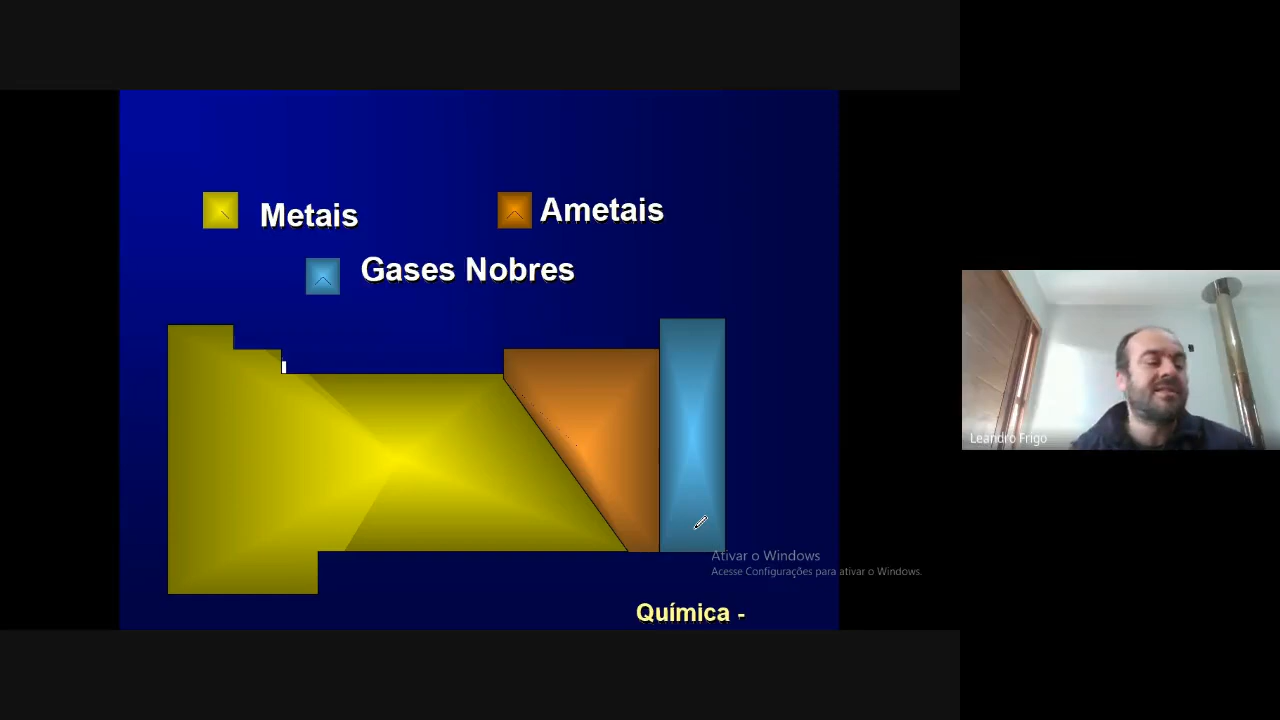 Metais
Ametais
Gases Nobres
Leandro Frigo
Ativar o Windows
Acesse Configurações para ativar o Windows.
Química -